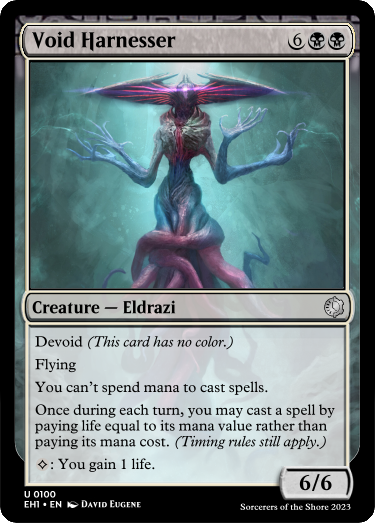 Void Harnesser 6
Creature — Eldrazi
Devoid (This card has no color.)
Flying
You can't spend mana to cast spells.
Once during each turn, you may cast a spell by
paying life equal to its mana value rather than
paying its mana cost. (Timing rules still apply.)
: You gain 1 life.
6/6
U 0100
EH1 • EN David Eugene
Sorcerers of the Shore 2023